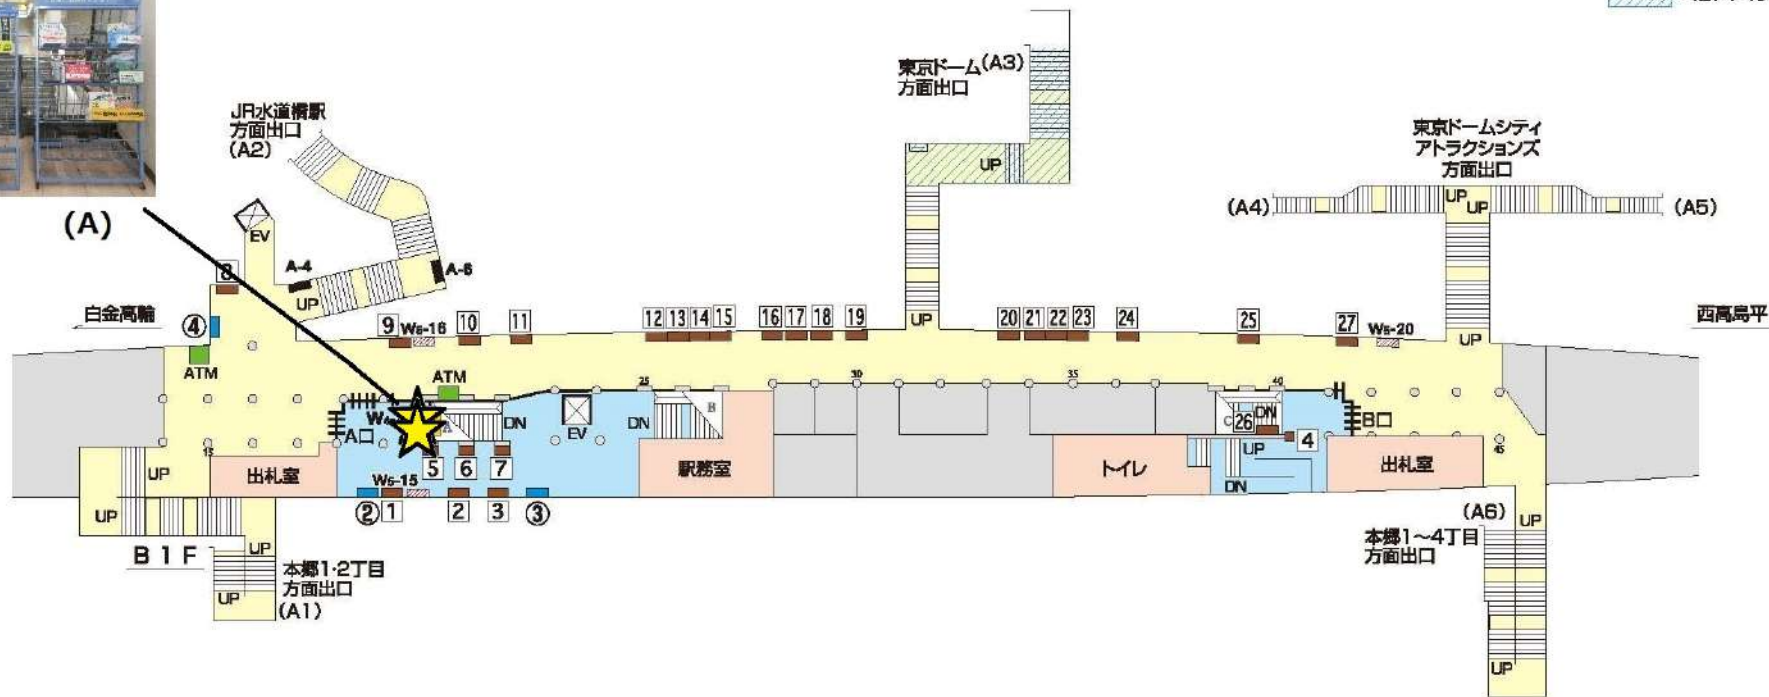 東京ドーム(A3)
方面出口
JR水道橋駅
方面出口
(A2)
東京ドームシティ
アトラクションズ
方面出口
UP
UP
UP
(A4)
(A5)
(A)
EV
8
A-4
A-6
UP
白金高輪
④
9
W5-16
10
11
12
13
14
15
16
17
18
19
UP
20
21
22
23
24
25
27
W5-20
UP
西高島平
ATM
ATM
25
30
35
40
A口
A
DN
EV
DN
B
C
26
DN
B口
4
5
6
7
15
45
UP
出札室
駅務室
トイレ
UP
DN
出札室
W5-15
②
1
2
3
③
UP
B1F
UP
本郷1・2丁目
方面出口
(A1)
UP
(A6)
UP
本郷1～4丁目
方面出口
UP